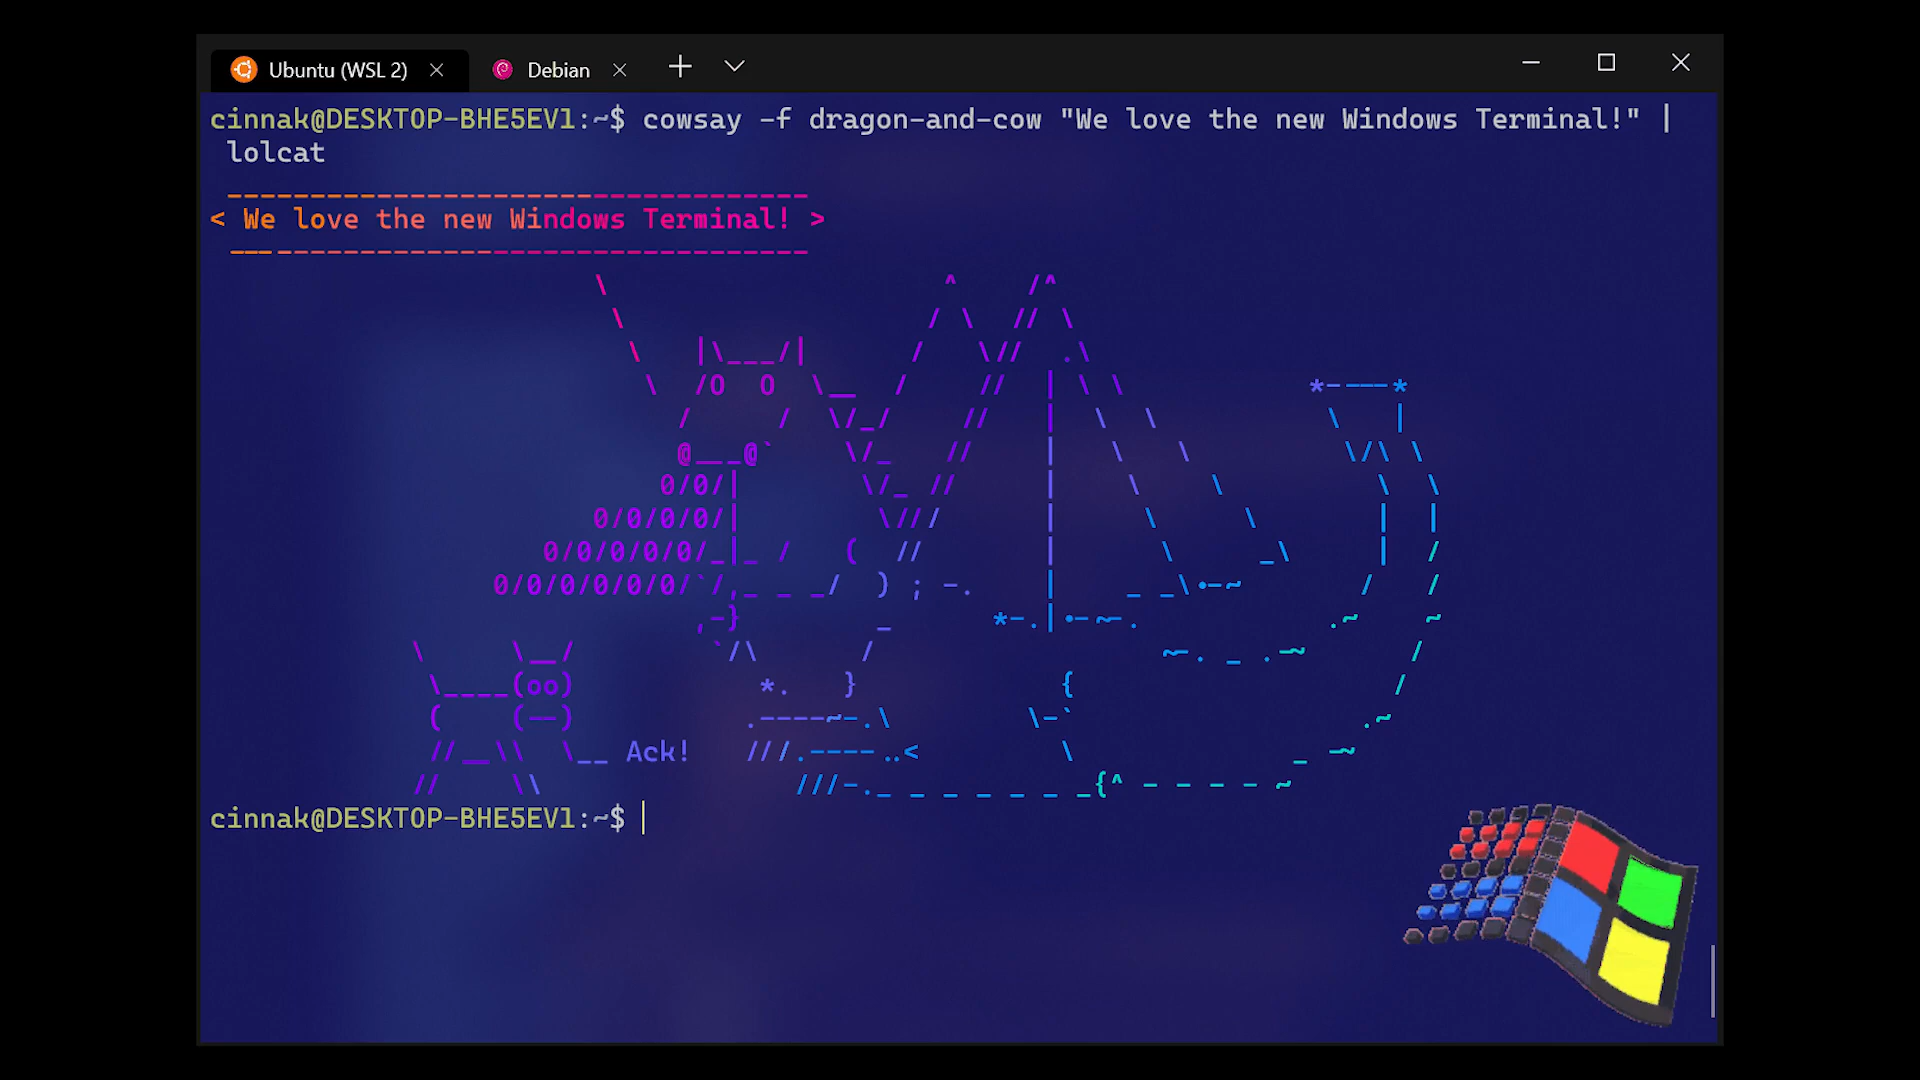 Ubuntu (WSL 2) Debian
cinnak@DESKTOP-BHE5EV1:~$ cowsay -f dragon-and-cow "We love the new Windows Terminal!" |
lolcat
< We love the new Windows Terminal! >
Ack!
cinnak@DESKTOP-BHE5EV1:~$